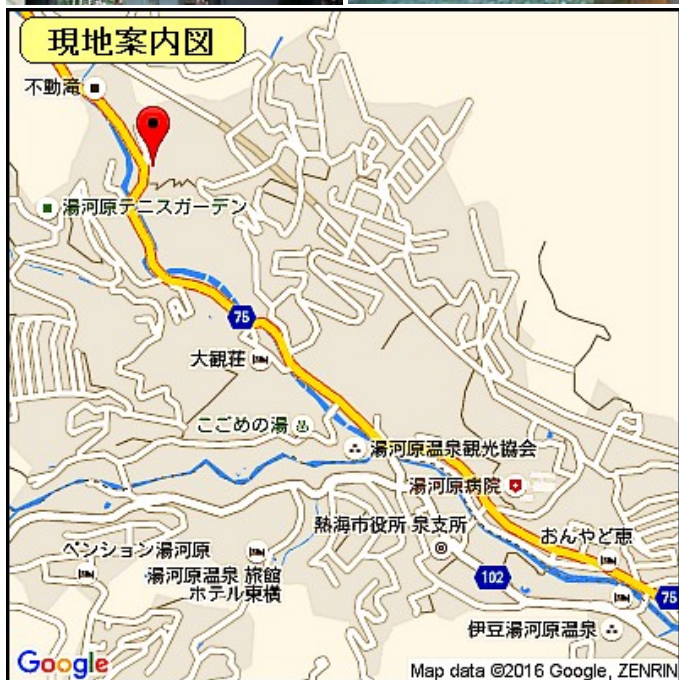 現地案内図
不動滝
湯河原テニスガーデン
75
大観荘
こごめの湯
湯河原温泉観光協会
湯河原病院
熱海市役所 泉支所
おんやど恵
ペンション湯河原
湯河原温泉 旅館
ホテル東横
102
75
伊豆湯河原温泉
Google
Map data ©2016 Google, ZENRIN